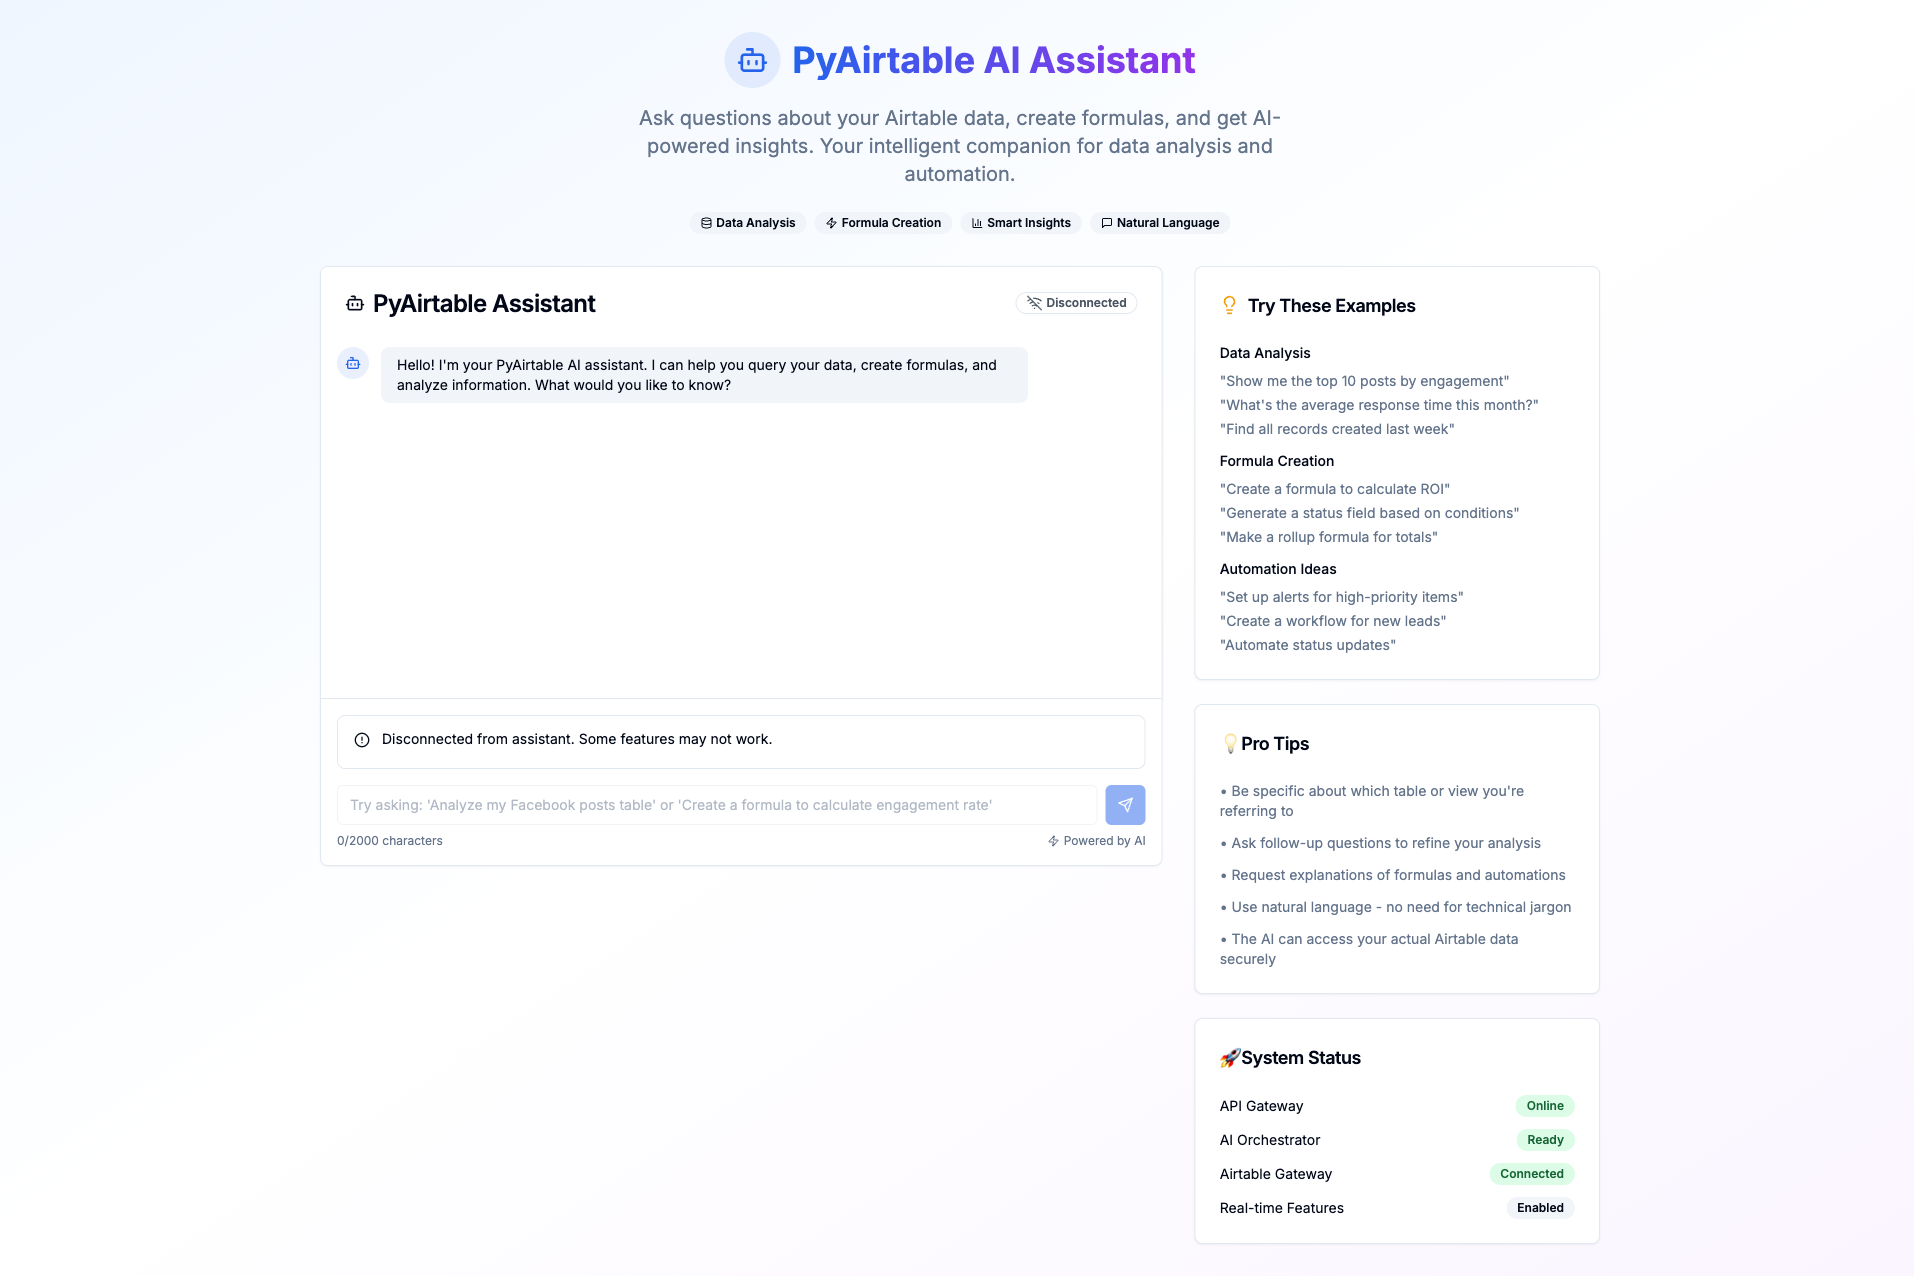 PyAirtable AI Assistant
Ask questions about your Airtable data, create formulas, and get AI-
powered insights. Your intelligent companion for data analysis and
automation.
Data Analysis
Formula Creation
Smart Insights
Natural Language
PyAirtable Assistant
Disconnected
Hello! I'm your PyAirtable AI assistant. I can help you query your data, create formulas, and
analyze information. What would you like to know?
Disconnected from assistant. Some features may not work.
Try asking: 'Analyze my Facebook posts table' or 'Create a formula to calculate engagement rate'
0/2000 characters
Powered by AI
Try These Examples
Data Analysis
"Show me the top 10 posts by engagement"
"What's the average response time this month?"
"Find all records created last week"
Formula Creation
"Create a formula to calculate ROI"
"Generate a status field based on conditions"
"Make a rollup formula for totals"
Automation Ideas
"Set up alerts for high-priority items"
"Create a workflow for new leads"
"Automate status updates"
💡Pro Tips
• Be specific about which table or view you're
referring to
• Ask follow-up questions to refine your analysis
• Request explanations of formulas and automations
• Use natural language - no need for technical jargon
• The AI can access your actual Airtable data
securely
🚀System Status
API Gateway Online
AI Orchestrator Ready
Airtable Gateway Connected
Real-time Features Enabled